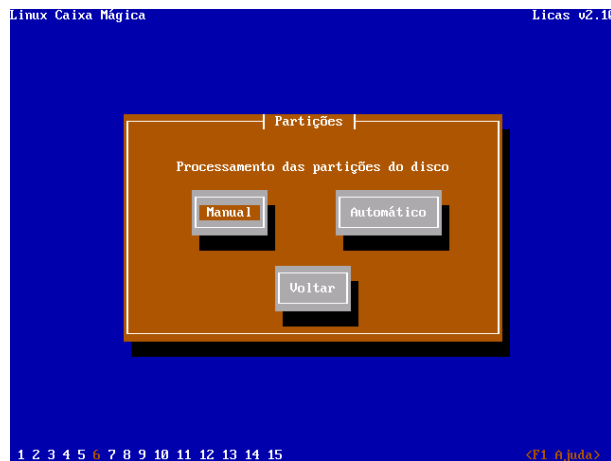 Linux Caixa Mágica Licas v2.10
Partições
Processamento das partições do disco
Manual Automático
Voltar
1 2 3 4 5 6 7 8 9 10 11 12 13 14 15 <F1 Ajuda>